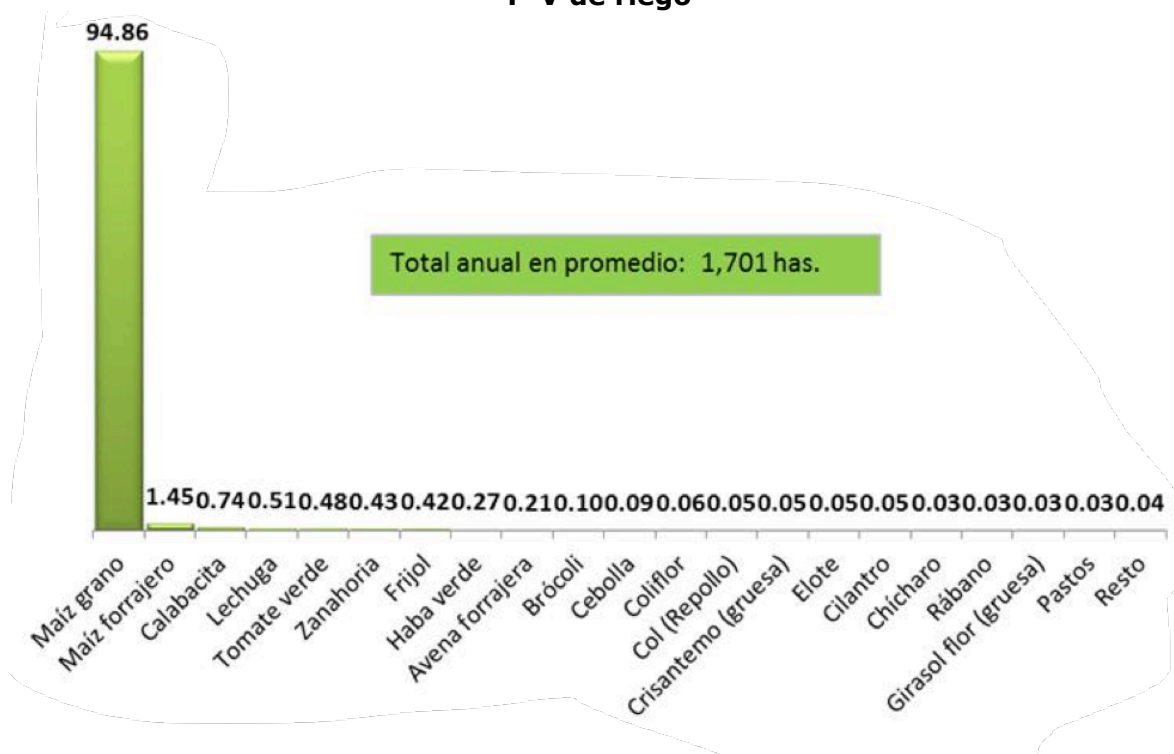 P-V de riego
94.86
Total anual en promedio: 1,701 has.
1.45 0.74 0.51 0.48 0.43 0.42 0.27 0.21 0.10 0.09 0.06 0.05 0.05 0.05 0.05 0.03 0.03 0.03 0.03 0.04
Maíz grano
Maíz forrajero
Calabacita
Lechuga
Tomate verde
Zanahoria
Frijol
Haba verde
Avena forrajera
Brócoli
Cebolla
Coliflor
Col (Repollo)
Crisantemo (gruesa)
Elote
Cilantro
Chícharo
Rábano
Girasol flor (gruesa)
Pastos
Resto